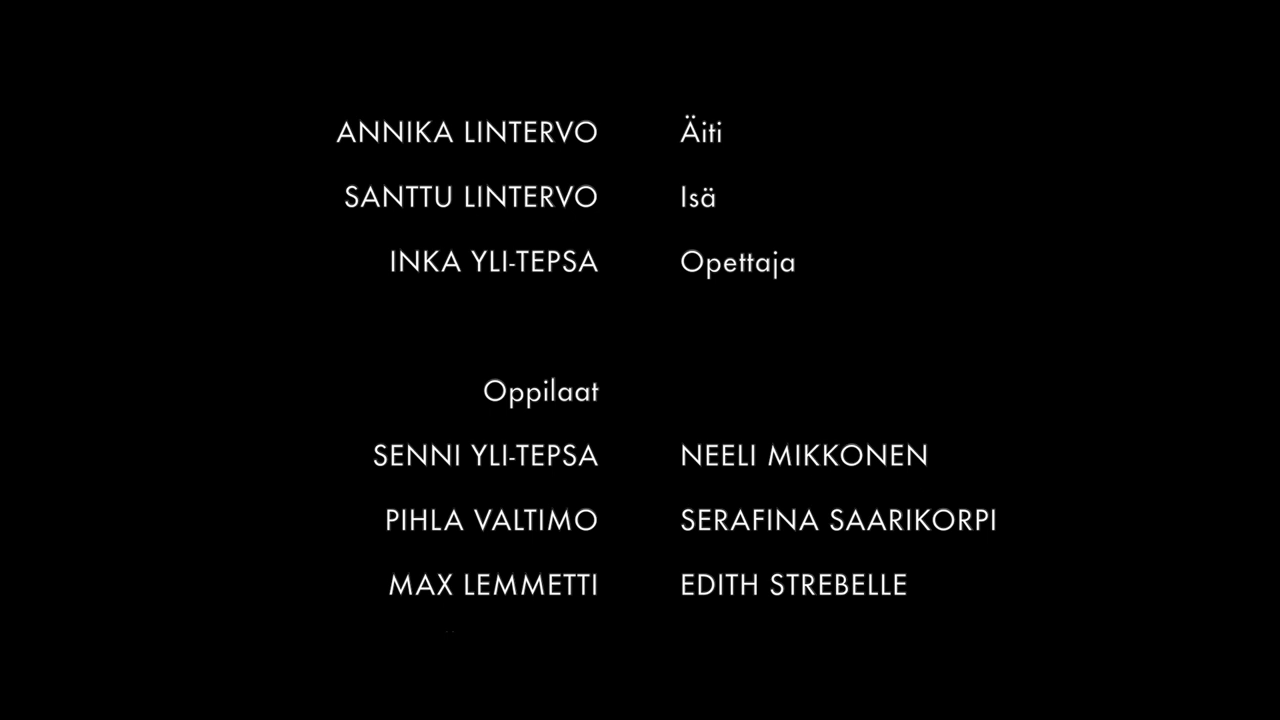 ANNIKA LINTERVO Äiti
SANTTU LINTERVO Isä
INKA YLI-TEPSA Opettaja
Oppilaat
SENNI YLI-TEPSA NEELI MIKKONEN
PIHLA VALTIMO SERAFINA SAARIKORPI
MAX LEMMETTI EDITH STREBELLE